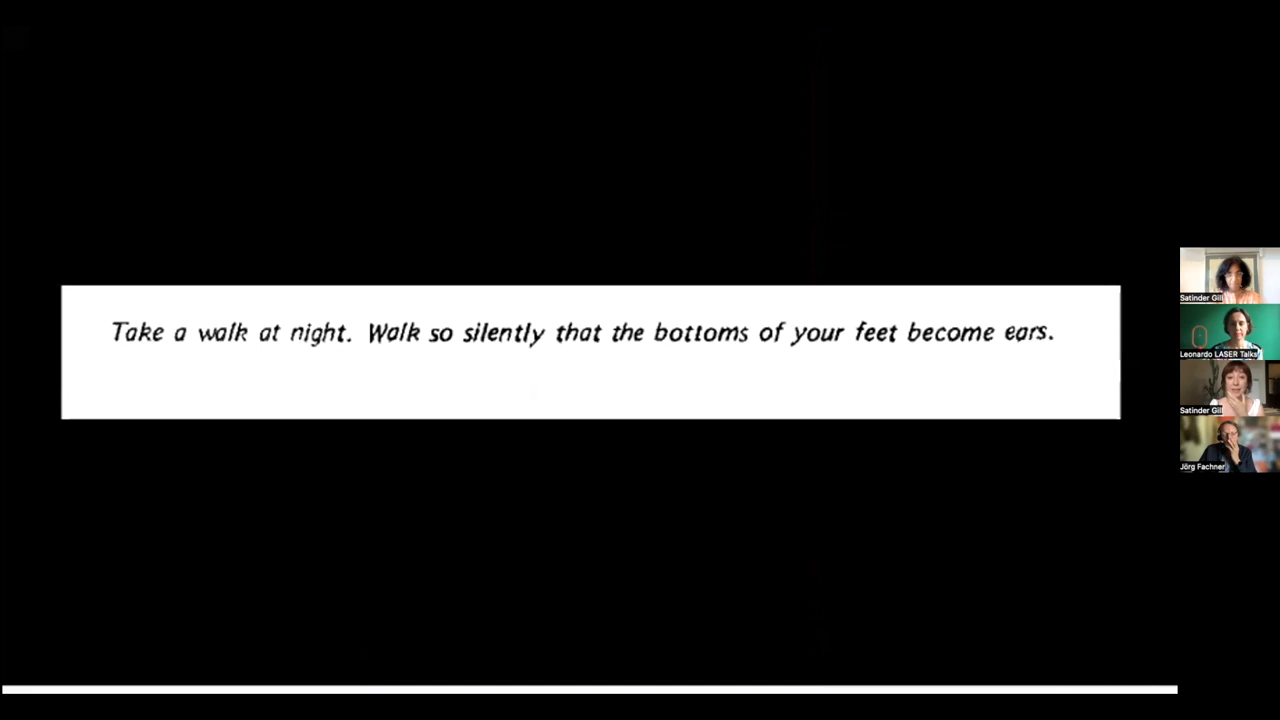 Take a walk at night. Walk so silently that the bottoms of your feet become ears.
Satinder Gill
Leonardo LASER Talks
Satinder Gill
Jörg Fachner